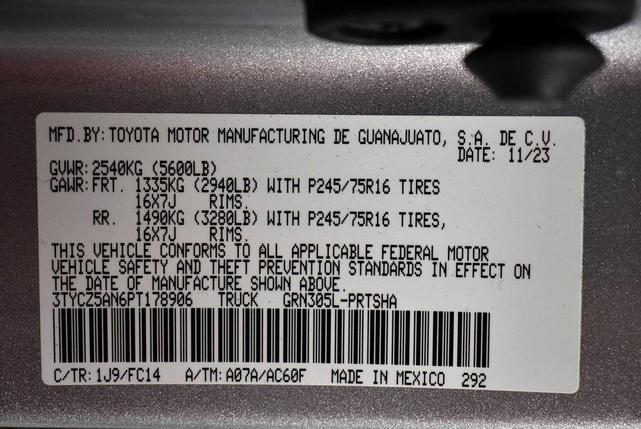 MFD.BY: TOYOTA MOTOR MANUFACTURING DE GUANAJUATO, S.A. DE C.V.
DATE: 11/23
GVWR: 2540KG (5600LB)
GAWR: FRT. 1335KG (2940LB) WITH P245/75R16 TIRES
16X7J RIMS.
RR. 1490KG (3280LB) WITH P245/75R16 TIRES,
16X7J RIMS.
THIS VEHICLE CONFORMS TO ALL APPLICABLE FEDERAL MOTOR
VEHICLE SAFETY AND THEFT PREVENTION STANDARDS IN EFFECT ON
THE DATE OF MANUFACTURE SHOWN ABOVE.
3TYCZ5AN6PT178906 TRUCK GRN305L-PRTSHA
C/TR: 1J9/FC14 A/TM: A07A/AC60F MADE IN MEXICO 292